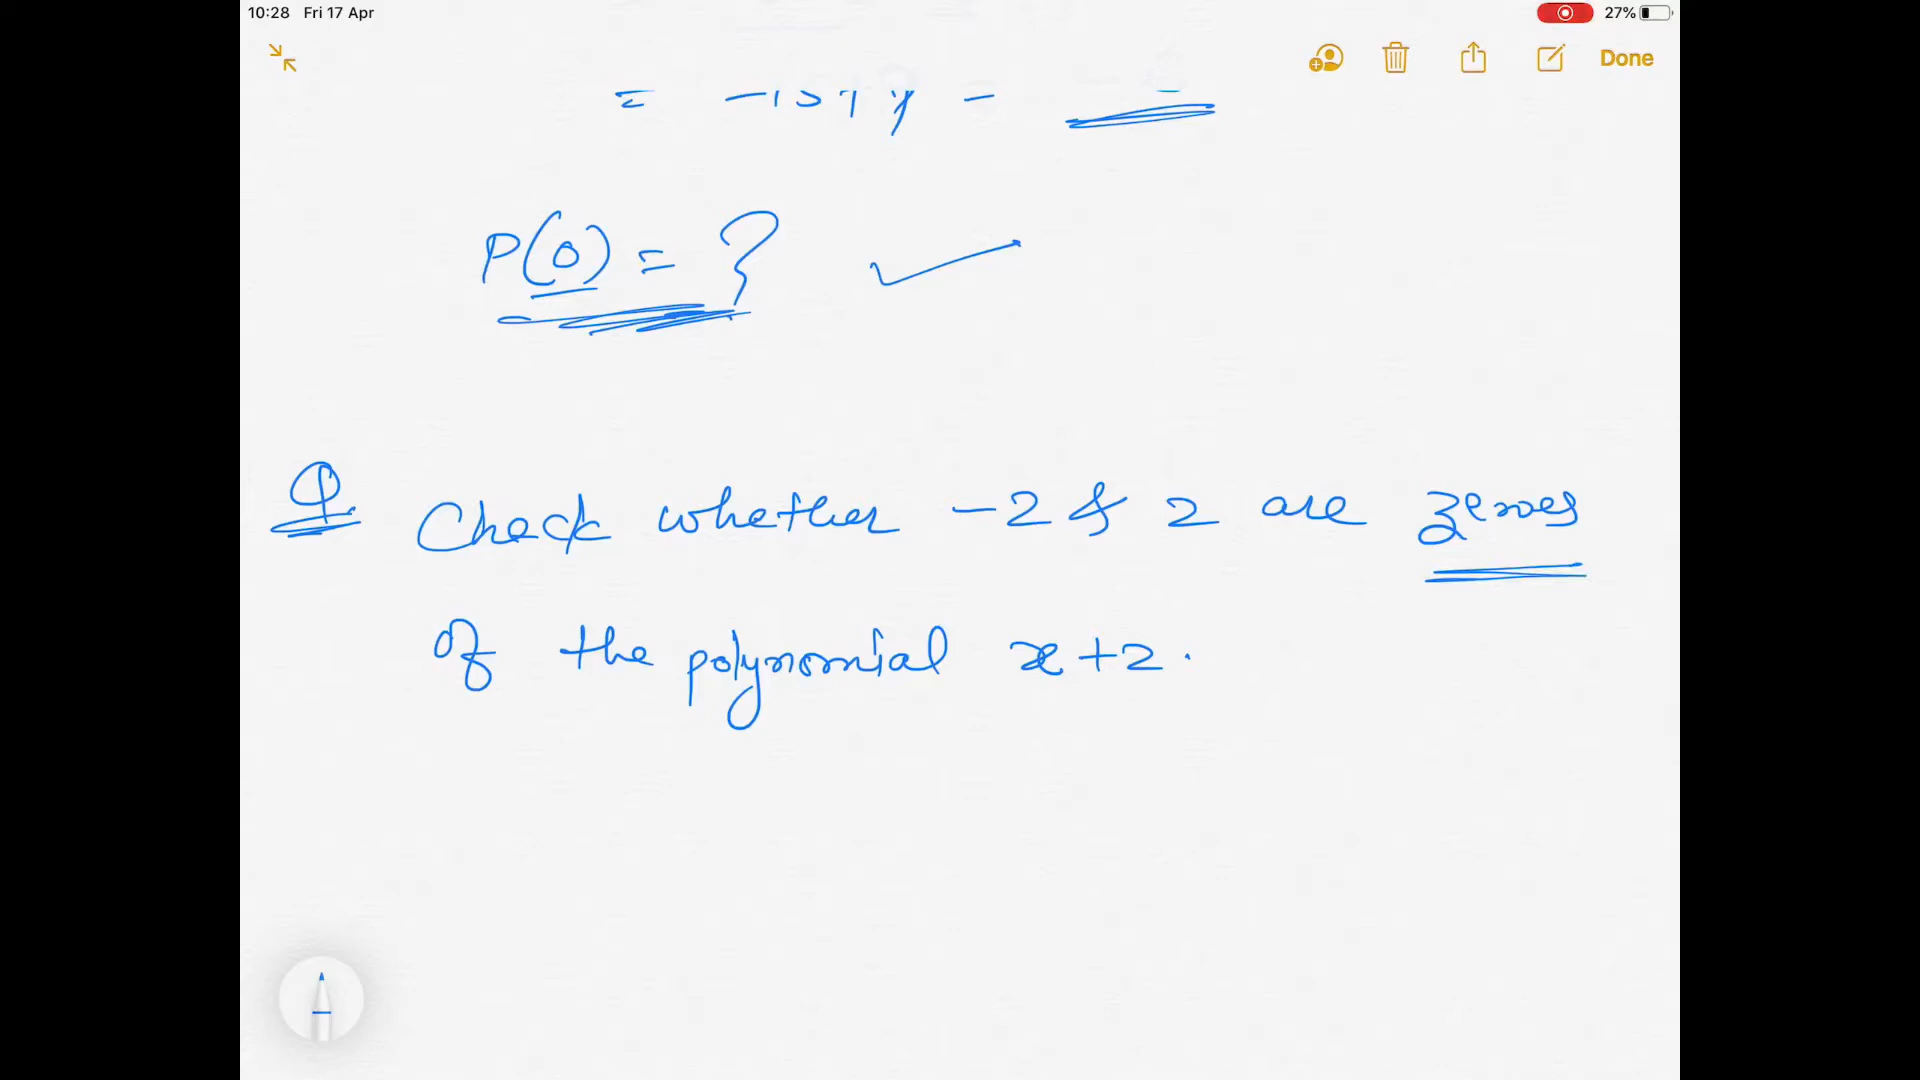 10:28 Fri 17 Apr 27%
Done
P(0) = ?
Q. Check whether -2 & 2 are zeroes
of the polynomial x+2.